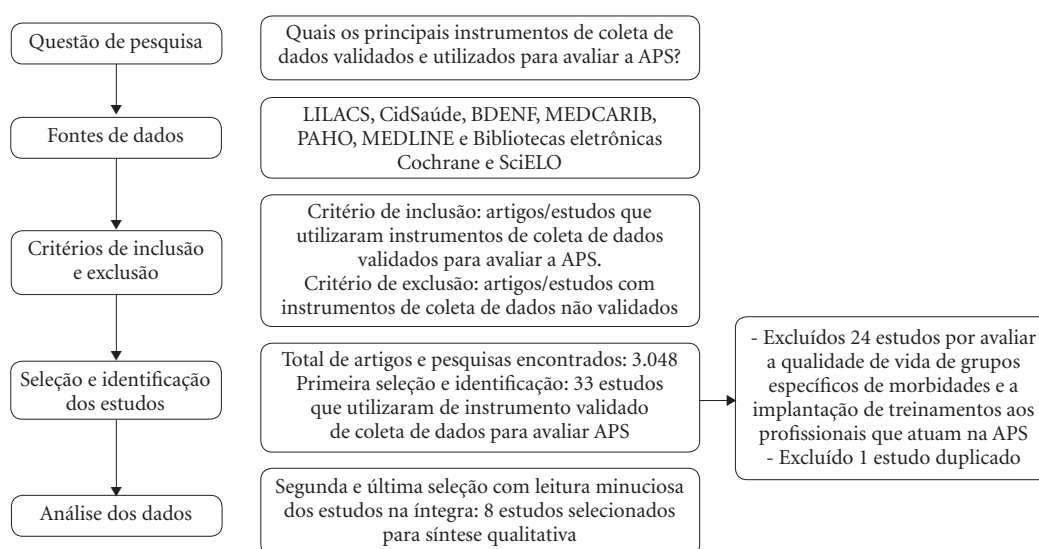 Questão de pesquisa
Quais os principais instrumentos de coleta de
dados validados e utilizados para avaliar a APS?
Fontes de dados
LILACS, CidSaúde, BDENF, MEDCARIB,
PAHO, MEDLINE e Bibliotecas eletrônicas
Cochrane e SciELO
Critérios de inclusão
e exclusão
Critério de inclusão: artigos/estudos que
utilizaram instrumentos de coleta de dados
validados para avaliar a APS.
Critério de exclusão: artigos/estudos com
instrumentos de coleta de dados não validados
Seleção e identificação
dos estudos
Total de artigos e pesquisas encontrados: 3.048
Primeira seleção e identificação: 33 estudos
que utilizaram de instrumento validado
de coleta de dados para avaliar APS
- Excluídos 24 estudos por avaliar
a qualidade de vida de grupos
específicos de morbidades e a
implantação de treinamentos aos
profissionais que atuam na APS
- Excluído 1 estudo duplicado
Análise dos dados
Segunda e última seleção com leitura minuciosa
dos estudos na íntegra: 8 estudos selecionados
para síntese qualitativa